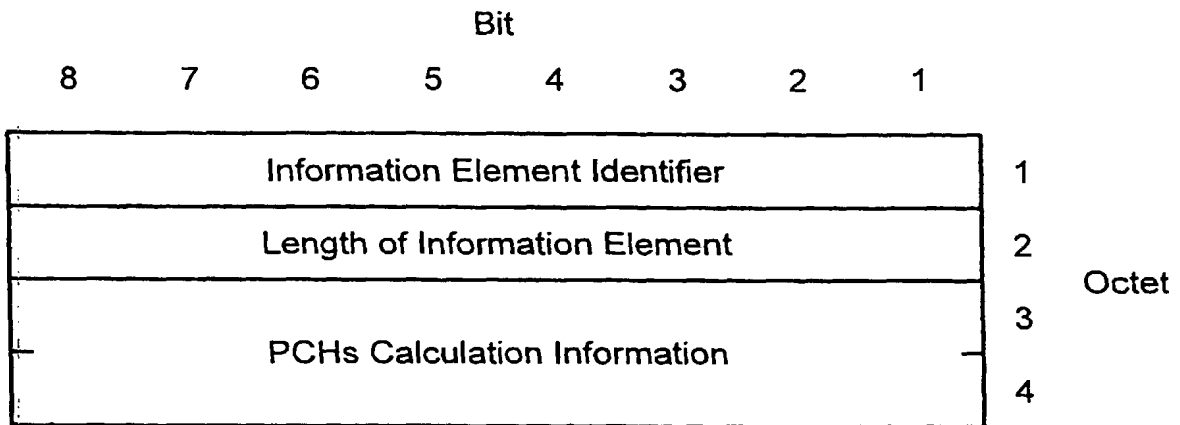 Bit
8 7 6 5 4 3 2 1
Information Element Identifier 1
Length of Information Element 2
Octet
3
PCHs Calculation Information
4